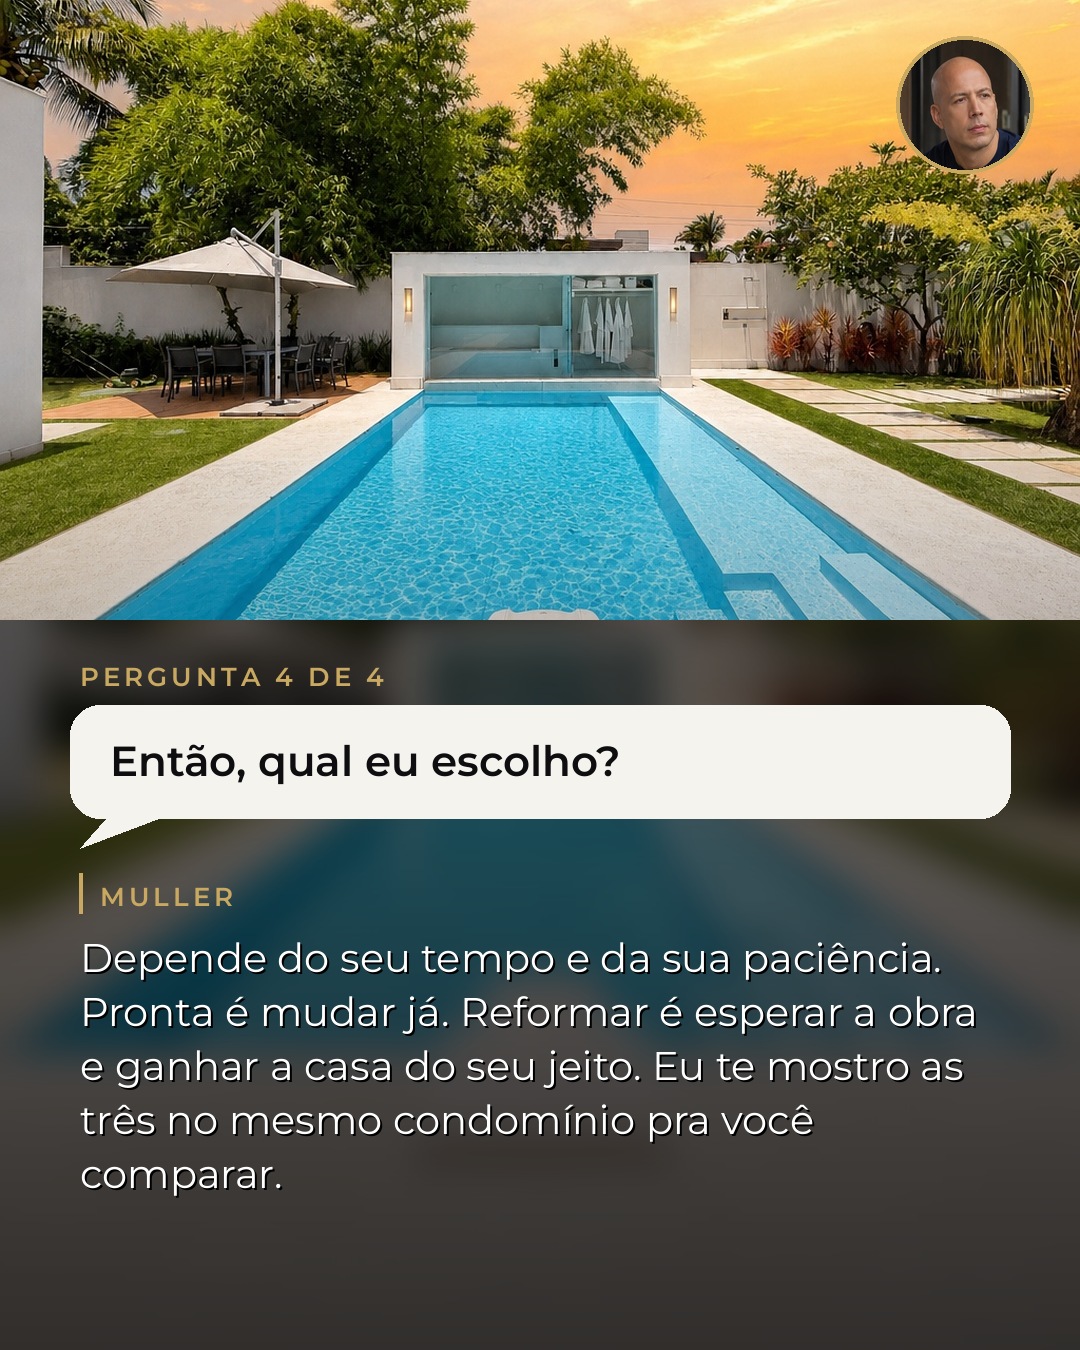 PERGUNTA 4 DE 4
Então, qual eu escolho?
MULLER
Depende do seu tempo e da sua paciência.
Pronta é mudar já. Reformar é esperar a obra
e ganhar a casa do seu jeito. Eu te mostro as
três no mesmo condomínio pra você
comparar.